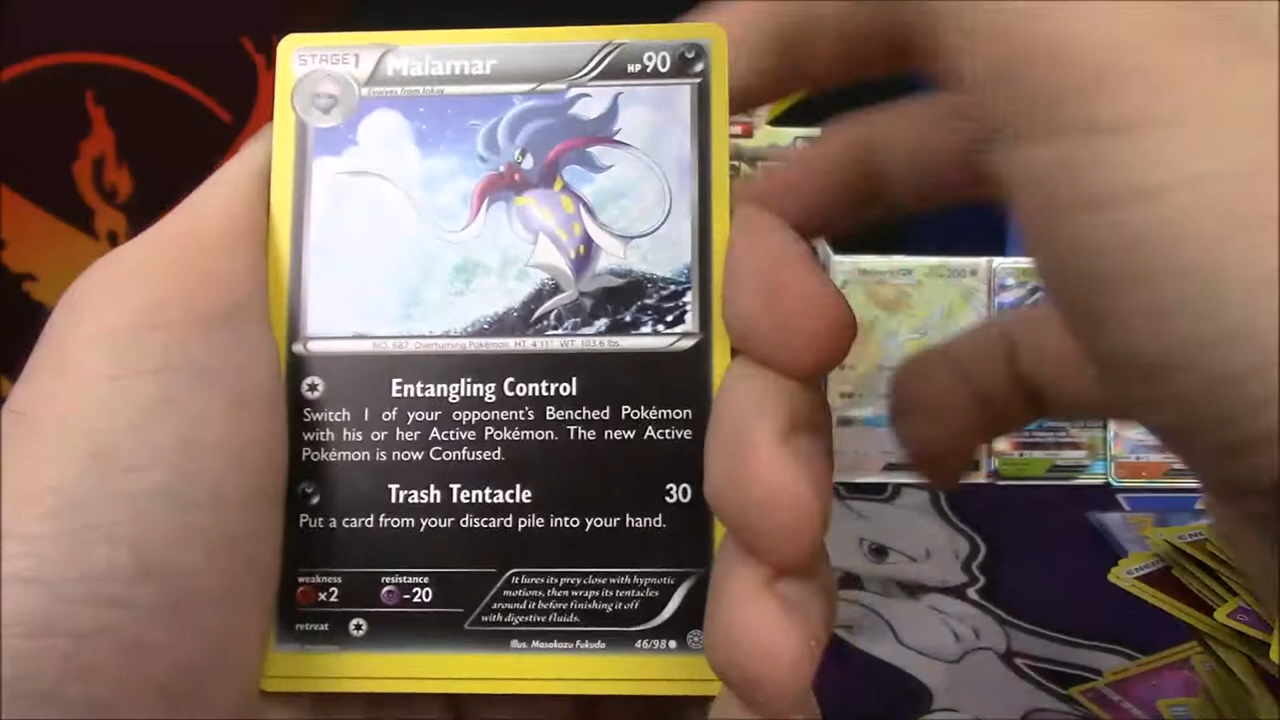 STAGE 1 Malamar HP 90
Evolves from Inkay
NO. 687 Overturning Pokémon HT. 4'11" WT. 103.6 lbs.
Entangling Control
Switch 1 of your opponent's Benched Pokémon
with his or her Active Pokémon. The new Active
Pokémon is now Confused.
Trash Tentacle 30
Put a card from your discard pile into your hand.
weakness resistance
×2 -20
It lures its prey close with hypnotic
motions, then wraps its tentacles
around it before finishing it off
with digestive fluids.
retreat
Illus. Masakazu Fukuda 46/98
200